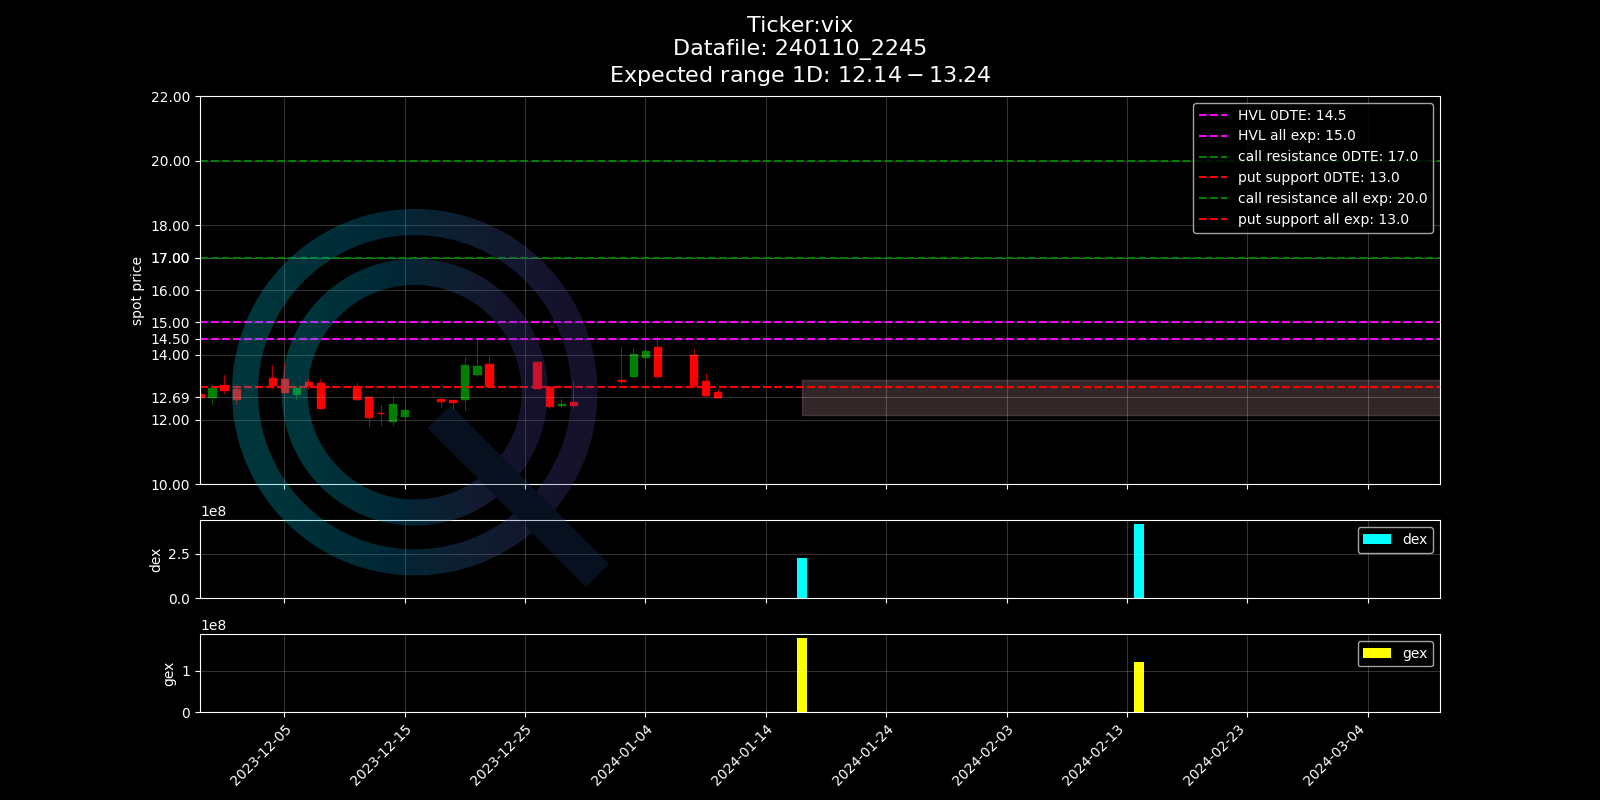 Ticker:vix
Datafile: 240110_2245
Expected range 1D: 12.14 − 13.24
22.00
20.00
18.00
17.00
16.00
15.00
14.50
14.00
12.69
12.00
10.00
spot price
HVL 0DTE: 14.5
HVL all exp: 15.0
call resistance 0DTE: 17.0
put support 0DTE: 13.0
call resistance all exp: 20.0
put support all exp: 13.0
1e8
2.5
0.0
dex
dex
1e8
1
0
gex
gex
2023-12-05
2023-12-15
2023-12-25
2024-01-04
2024-01-14
2024-01-24
2024-02-03
2024-02-13
2024-02-23
2024-03-04